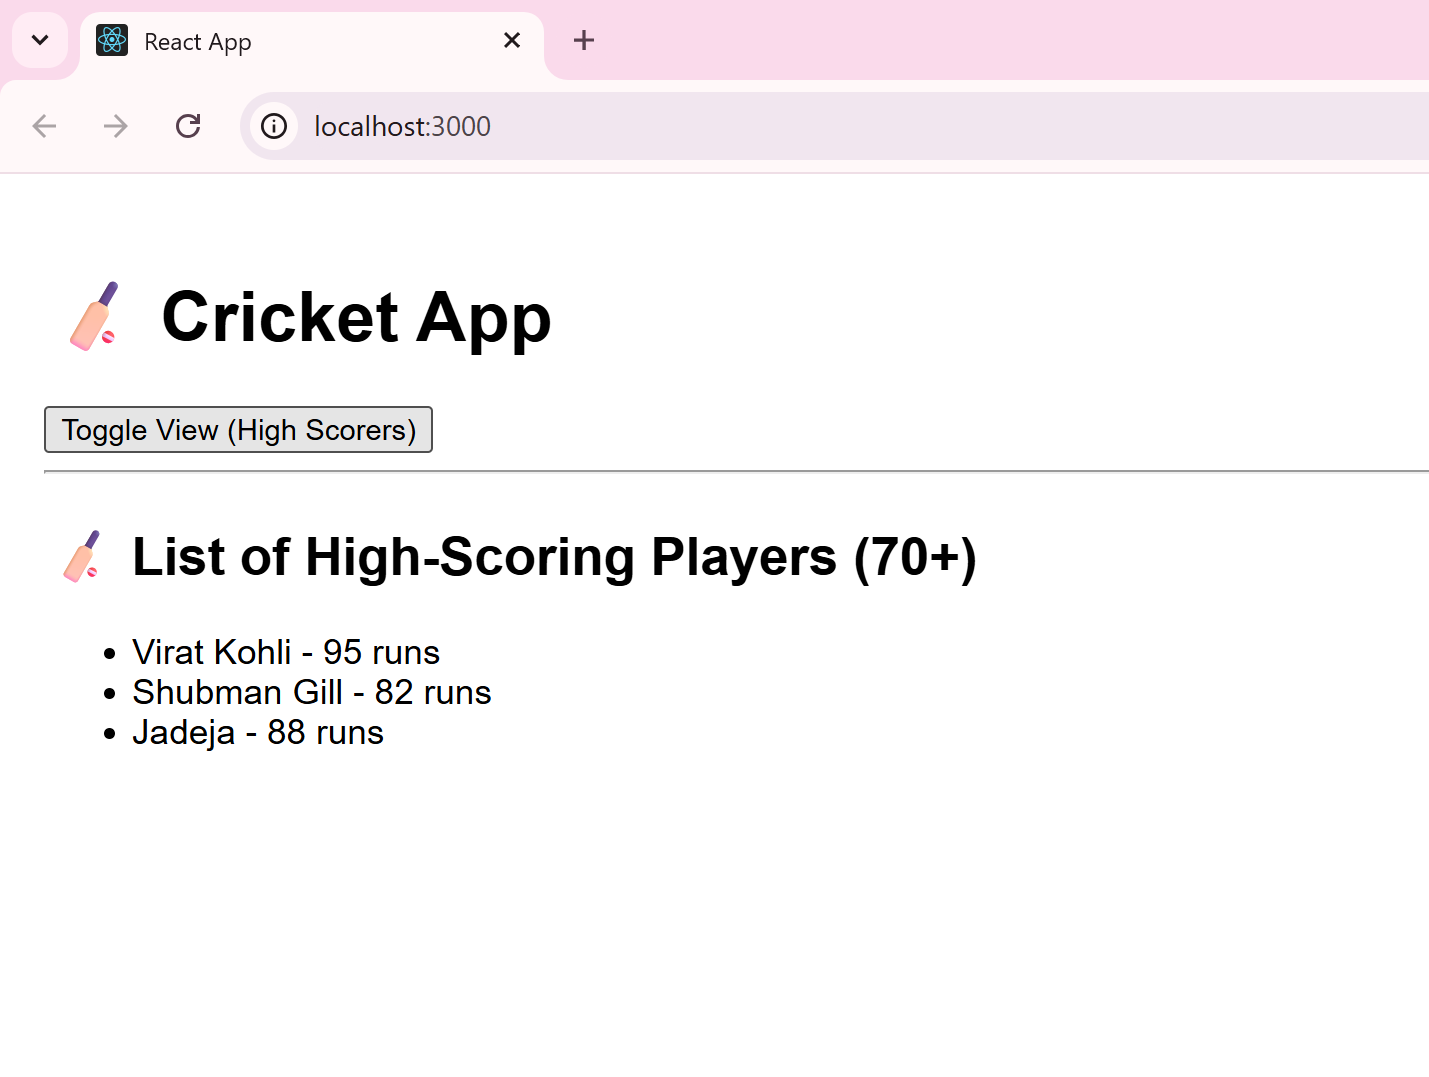 React App
localhost:3000
🏏 Cricket App
Toggle View (High Scorers)
🏏 List of High-Scoring Players (70+)
• Virat Kohli - 95 runs
• Shubman Gill - 82 runs
• Jadeja - 88 runs